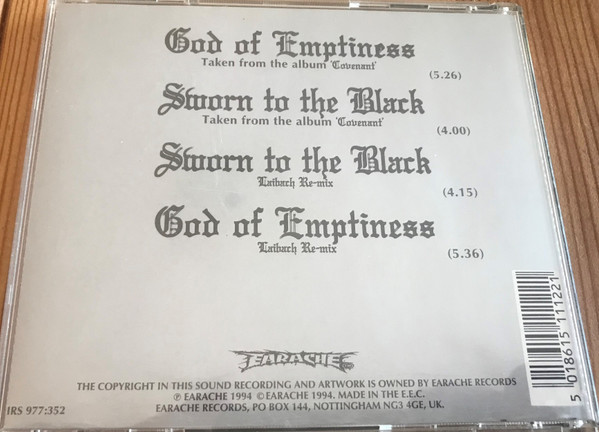 God of Emptiness
Taken from the album 'Covenant'
(5.26)
Sworn to the Black
Taken from the album 'Covenant'
(4.00)
Sworn to the Black
Laibach Re-mix
(4.15)
God of Emptiness
Laibach Re-mix
(5.36)
EARACHE
THE COPYRIGHT IN THIS SOUND RECORDING AND ARTWORK IS OWNED BY EARACHE RECORDS
℗ EARACHE 1994 © EARACHE 1994. MADE IN THE E.E.C.
IRS 977:352
EARACHE RECORDS, PO BOX 144, NOTTINGHAM NG3 4GE, UK.
5 018615 111221